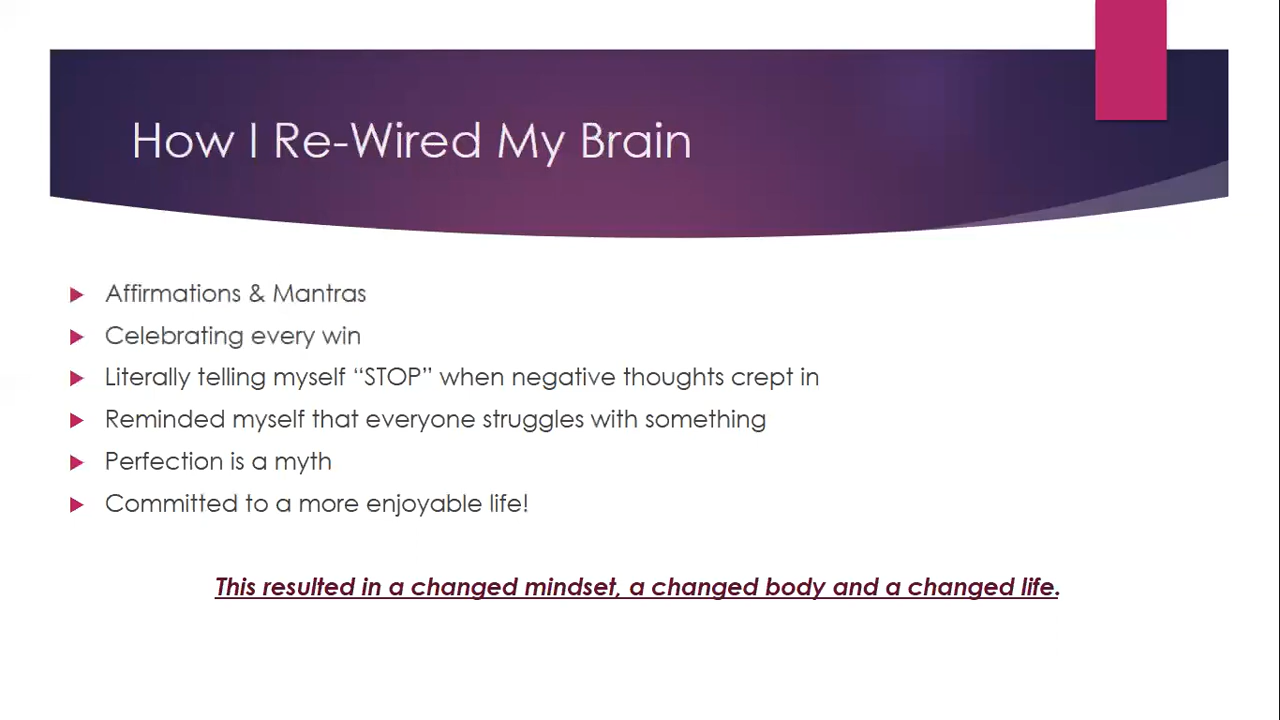 How I Re-Wired My Brain
Affirmations & Mantras
Celebrating every win
Literally telling myself “STOP” when negative thoughts crept in
Reminded myself that everyone struggles with something
Perfection is a myth
Committed to a more enjoyable life!
This resulted in a changed mindset, a changed body and a changed life.